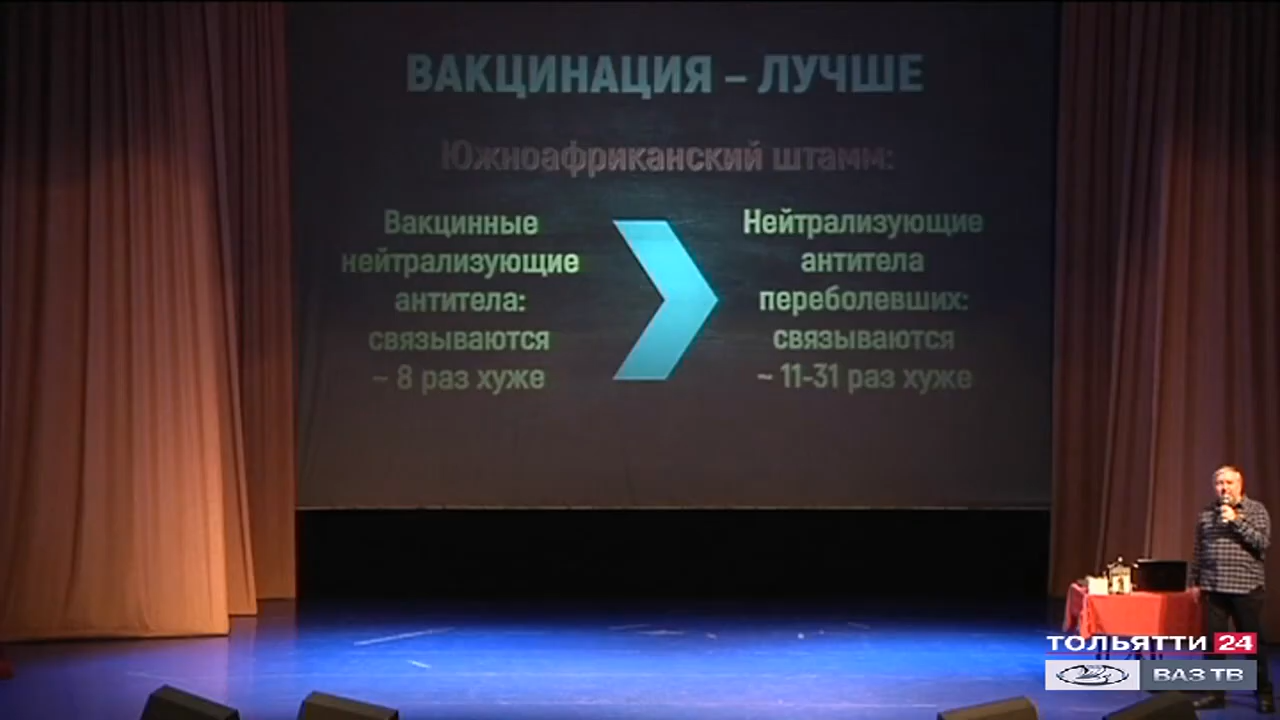 ВАКЦИНАЦИЯ – ЛУЧШЕ
Южноафриканский штамм:
Вакцинные
нейтрализующие
антитела:
связываются
~ 8 раз хуже
Нейтрализующие
антитела
переболевших:
связываются
~ 11-31 раз хуже
ТОЛЬЯТТИ 24
ВАЗ ТВ